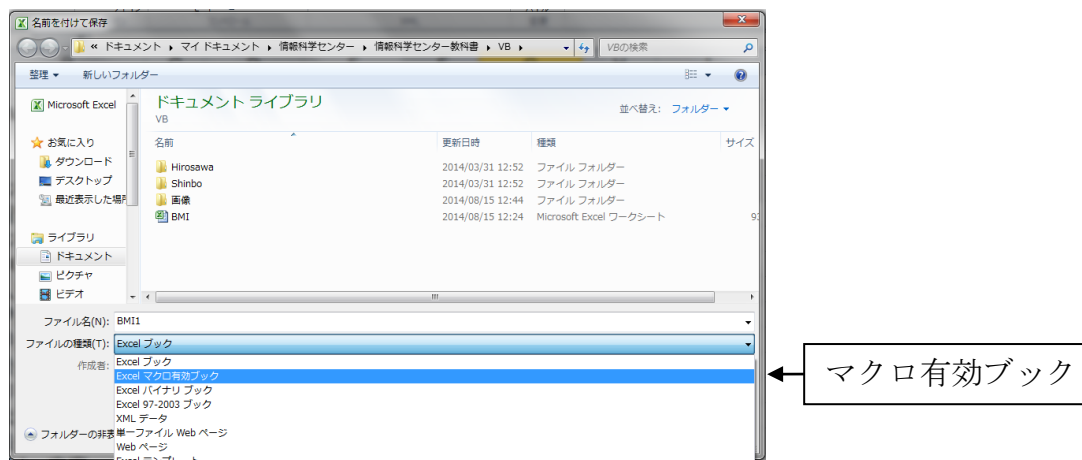 名前を付けて保存
« ドキュメント ▸ マイ ドキュメント ▸ 情報科学センター ▸ 情報科学センター教科書 ▸ VB ▸
VBの検索
整理 ▼ 新しいフォルダー
Microsoft Excel
お気に入り
ダウンロード
デスクトップ
最近表示した場所
ライブラリ
ドキュメント
ピクチャ
ビデオ
ドキュメント ライブラリ
VB
並べ替え: フォルダー ▼
名前 更新日時 種類 サイズ
Hirosawa 2014/03/31 12:52 ファイル フォルダー
Shinbo 2014/03/31 12:52 ファイル フォルダー
画像 2014/08/15 12:44 ファイル フォルダー
BMI 2014/08/15 12:24 Microsoft Excel ワークシート
ファイル名(N): BMI1
ファイルの種類(T): Excel ブック
作成者:
Excel ブック
Excel マクロ有効ブック
Excel バイナリ ブック
Excel 97-2003 ブック
XML データ
単一ファイル Web ページ
Web ページ
Excel テンプレート
フォルダーの非表
マクロ有効ブック